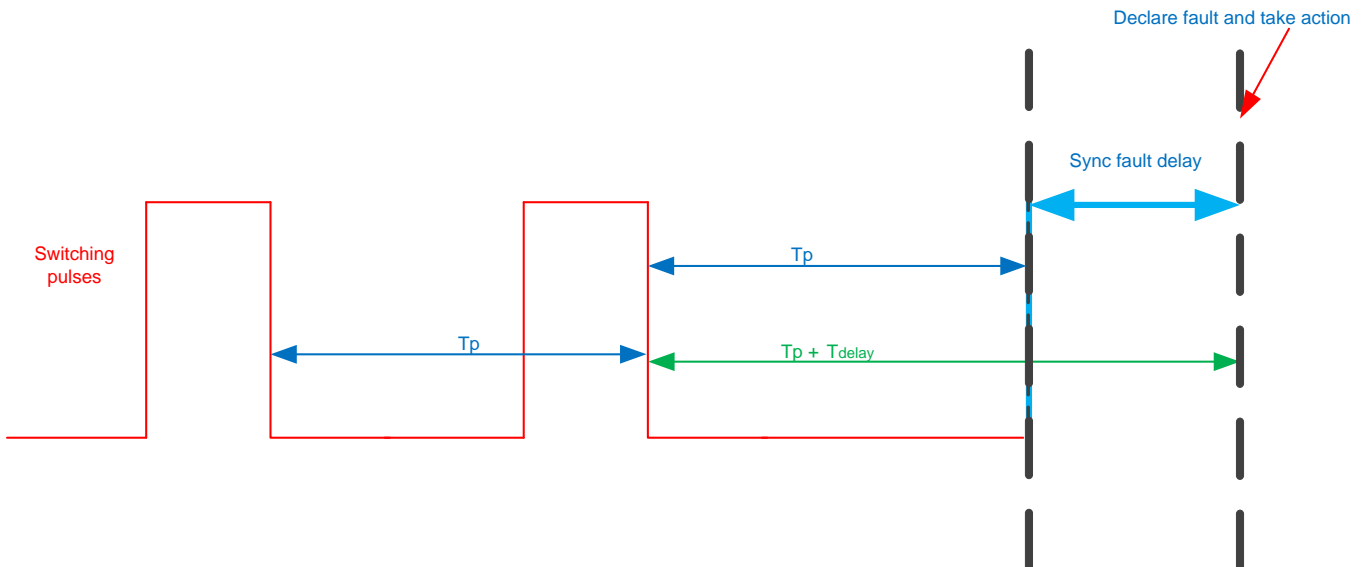 Declare fault and take action
Sync fault delay
Switching
pulses
Tp
Tp
Tp + Tdelay